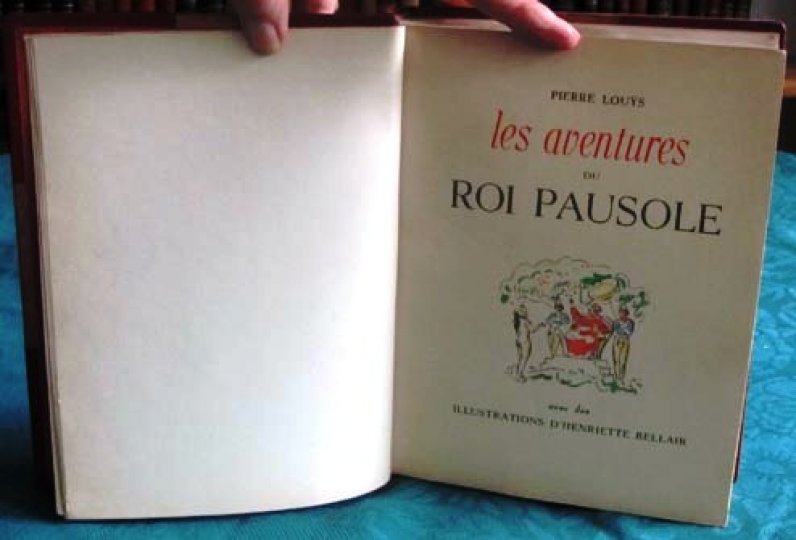 PIERRE LOUŸS
les aventures
DU
ROI PAUSOLE
avec des
ILLUSTRATIONS D'HENRIETTE BELLAIR